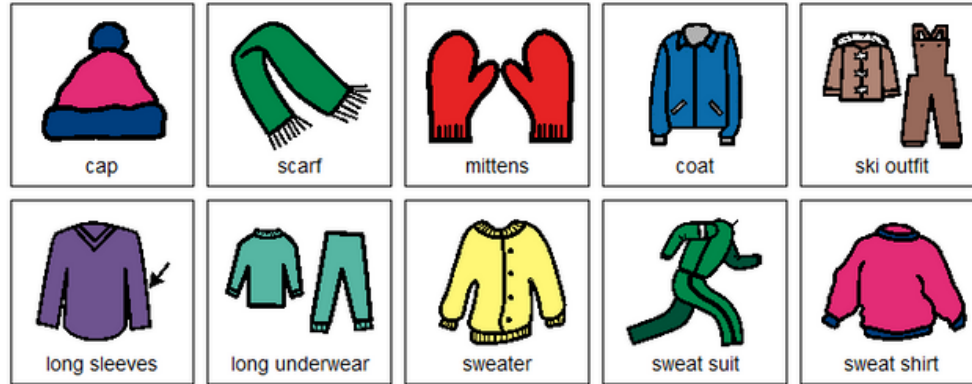 cap
scarf
mittens
coat
ski outfit
long sleeves
long underwear
sweater
sweat suit
sweat shirt